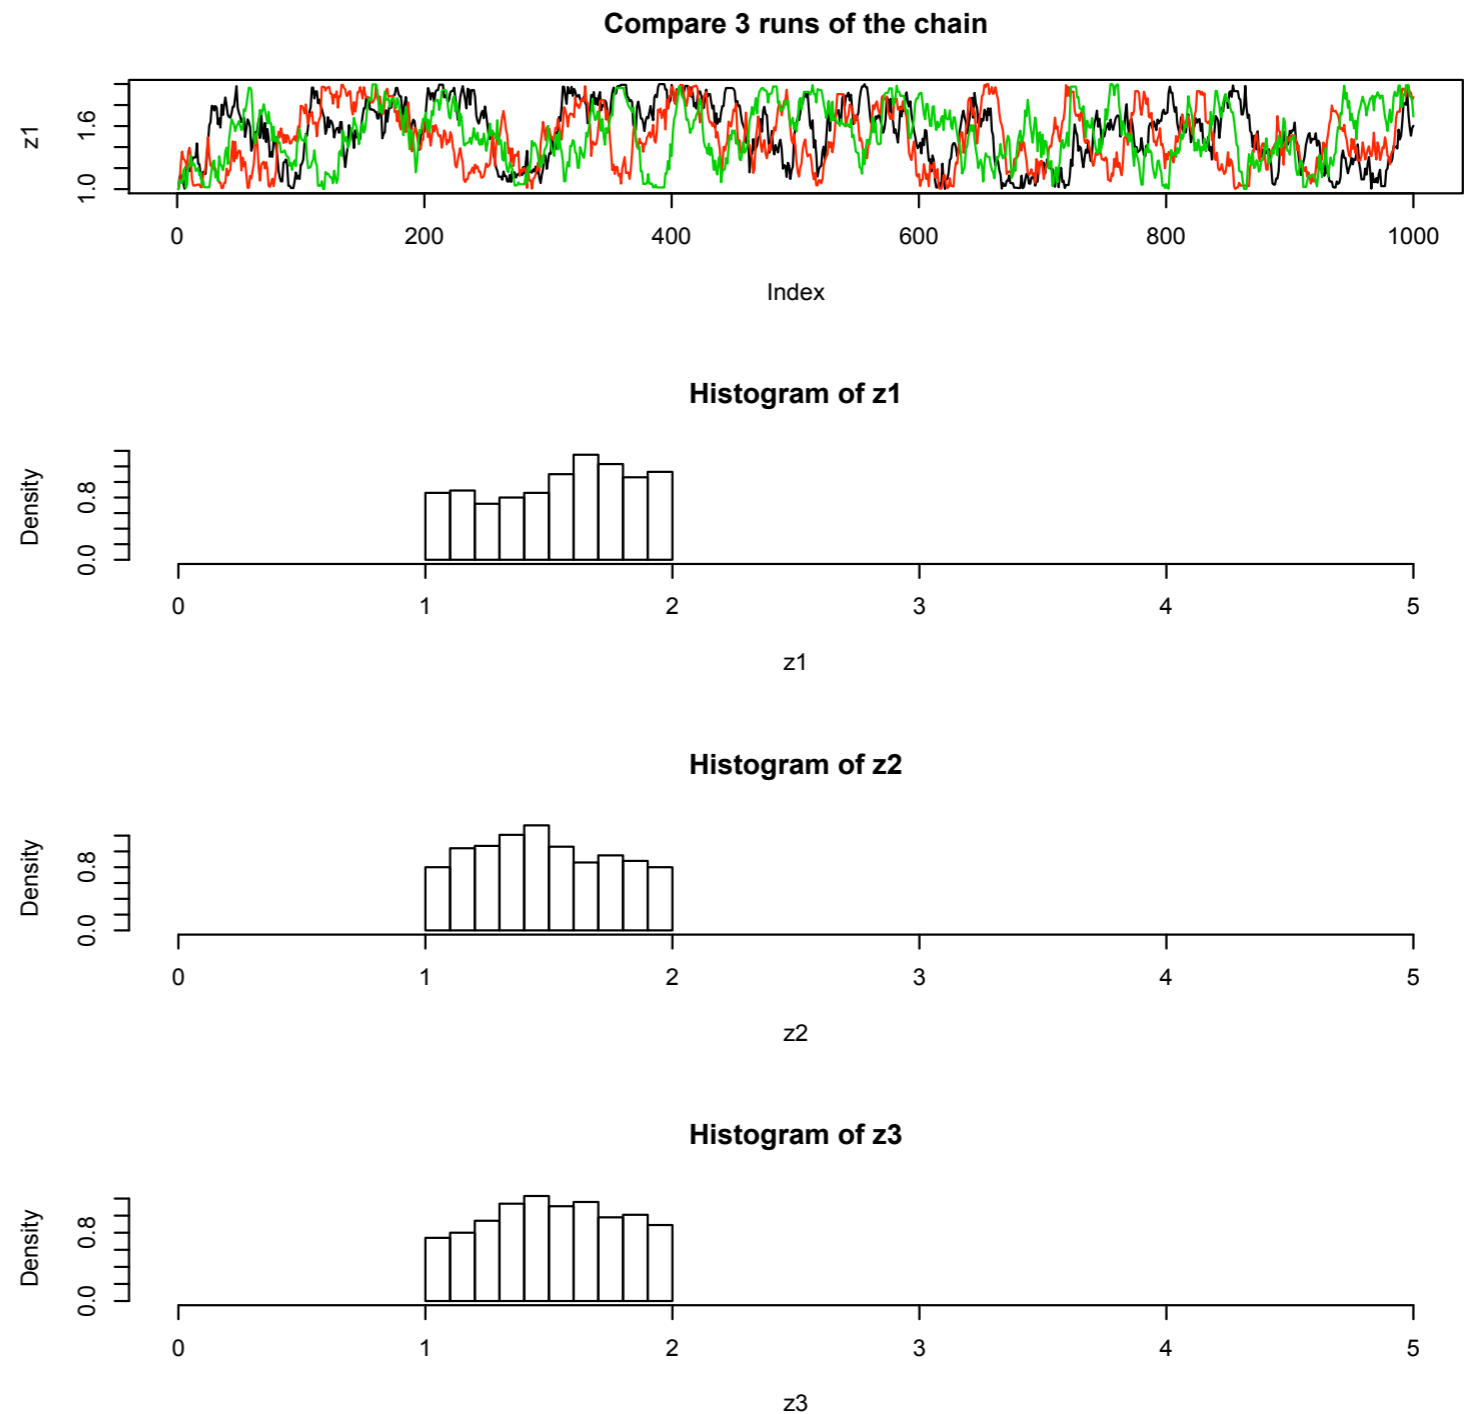 Compare 3 runs of the chain
z1
1.0 1.6
0 200 400 600 800 1000
Index
Histogram of z1
Density
0.0 0.8
0 1 2 3 4 5
z1
Histogram of z2
Density
0.0 0.8
0 1 2 3 4 5
z2
Histogram of z3
Density
0.0 0.8
0 1 2 3 4 5
z3